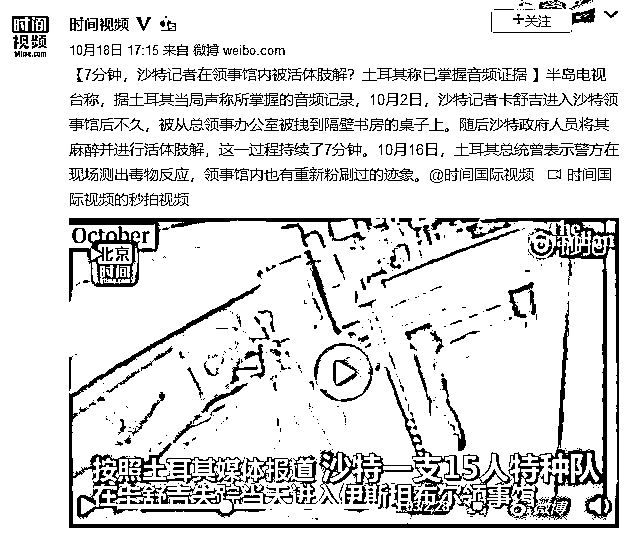 时间视频
+关注
时间视频
10月18日 17:15 来自 微博 weibo.com
【7分钟，沙特记者在领事馆内被活体肢解？土耳其称已掌握音频证据 】半岛电视
台称，据土耳其当局声称所掌握的音频记录，10月2日，沙特记者卡舒吉进入沙特领
事馆后不久，被从总领事办公室被拽到隔壁书房的桌子上。随后沙特政府人员将其
麻醉并进行活体肢解，这一过程持续了7分钟。10月16日，土耳其总统曾表示警方在
现场测出毒物反应，领事馆内也有重新粉刷过的迹象。@时间国际视频 时间国
际视频的秒拍视频
October
北京
时间
按照土耳其媒体报道 沙特一支15人特种队
在卡舒吉失踪当天进入伊斯坦布尔领事馆
微博